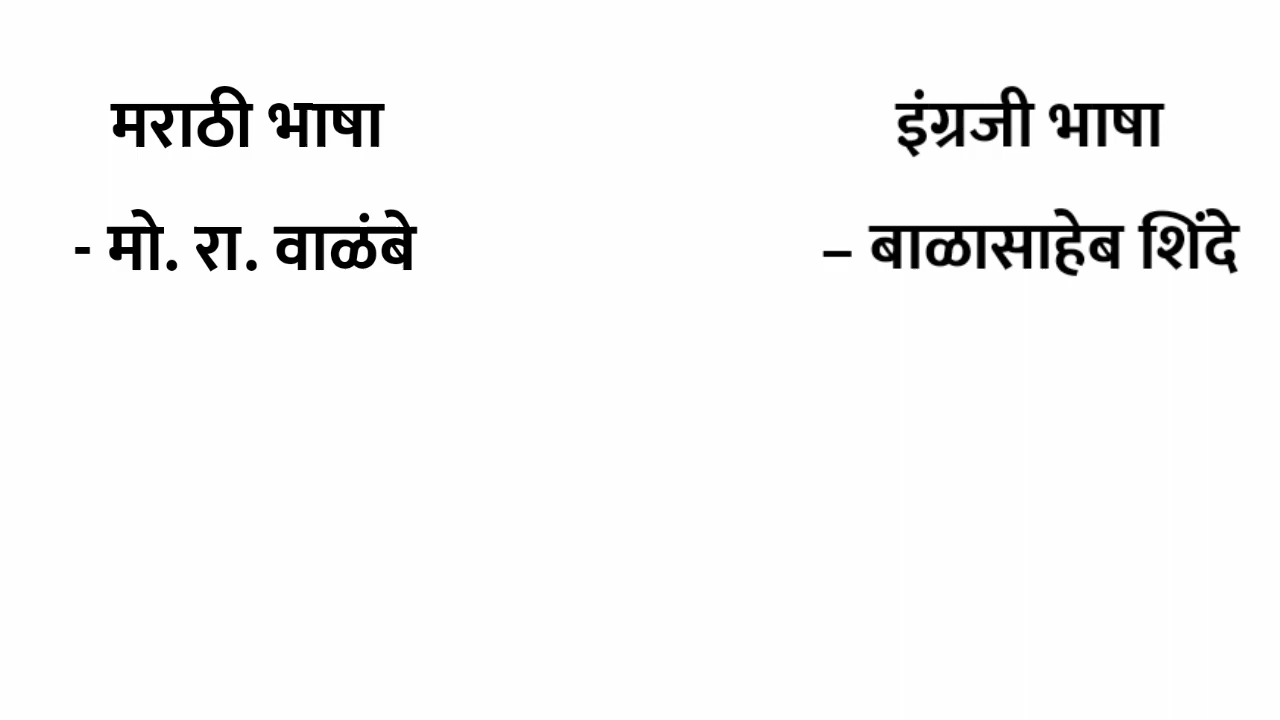 मराठी भाषा
- मो. रा. वाळंबे
इंग्रजी भाषा
– बाळासाहेब शिंदे